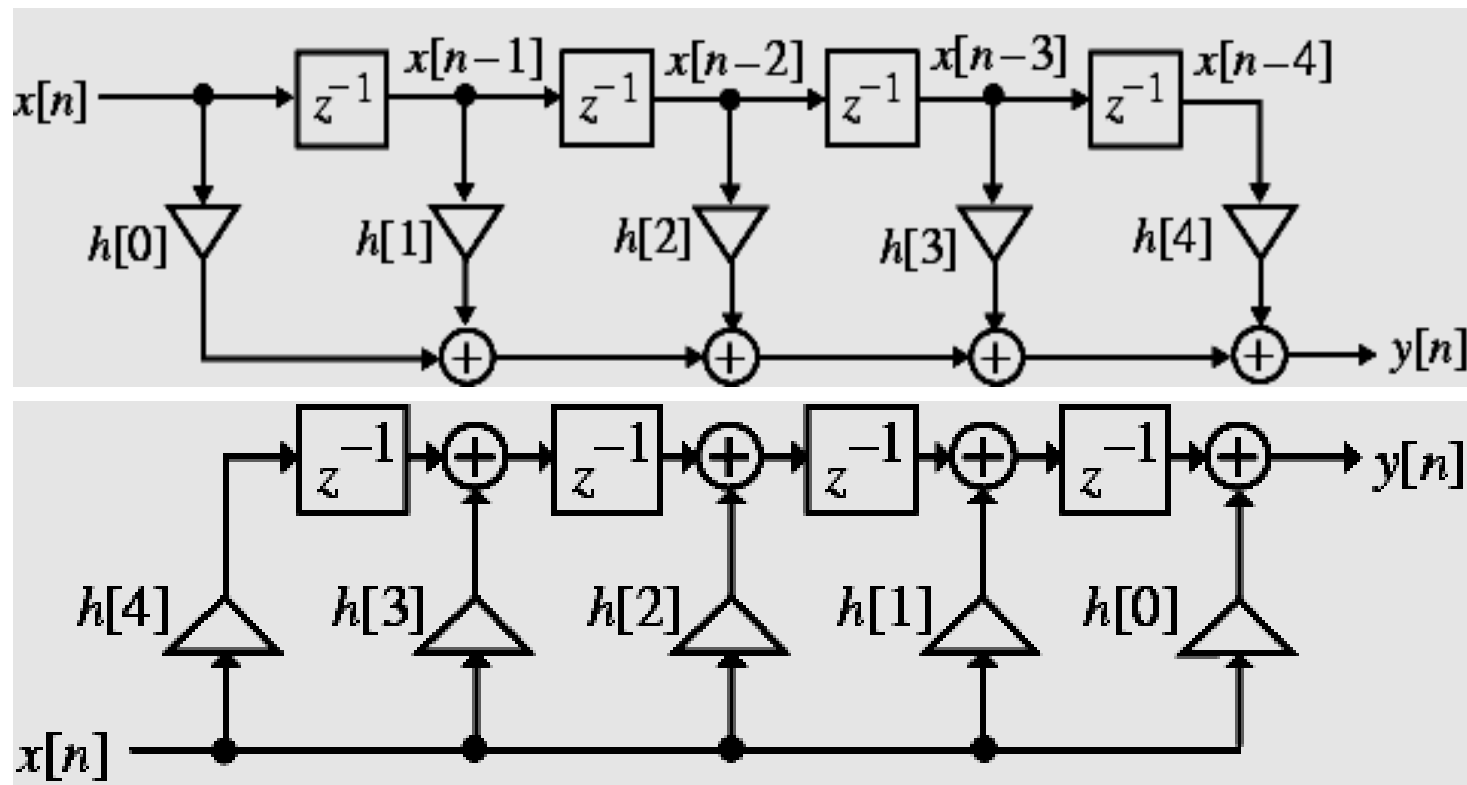 x[n] z⁻¹ x[n−1] z⁻¹ x[n−2] z⁻¹ x[n−3] z⁻¹ x[n−4]
h[0] h[1] h[2] h[3] h[4]
+ + + + y[n]
z⁻¹ + z⁻¹ + z⁻¹ + z⁻¹ + y[n]
h[4] h[3] h[2] h[1] h[0]
x[n]